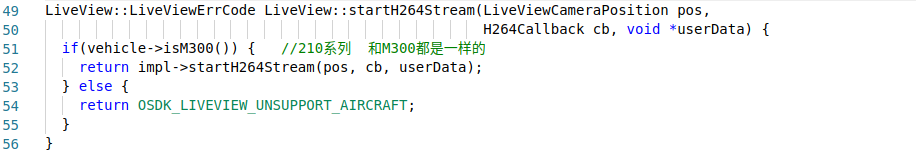 49 LiveView::LiveViewErrCode LiveView::startH264Stream(LiveViewCameraPosition pos,
50 H264Callback cb, void *userData) {
51 if(vehicle->isM300()) { //210系列 和M300都是一样的
52 return impl->startH264Stream(pos, cb, userData);
53 } else {
54 return OSDK_LIVEVIEW_UNSUPPORT_AIRCRAFT;
55 }
56 }